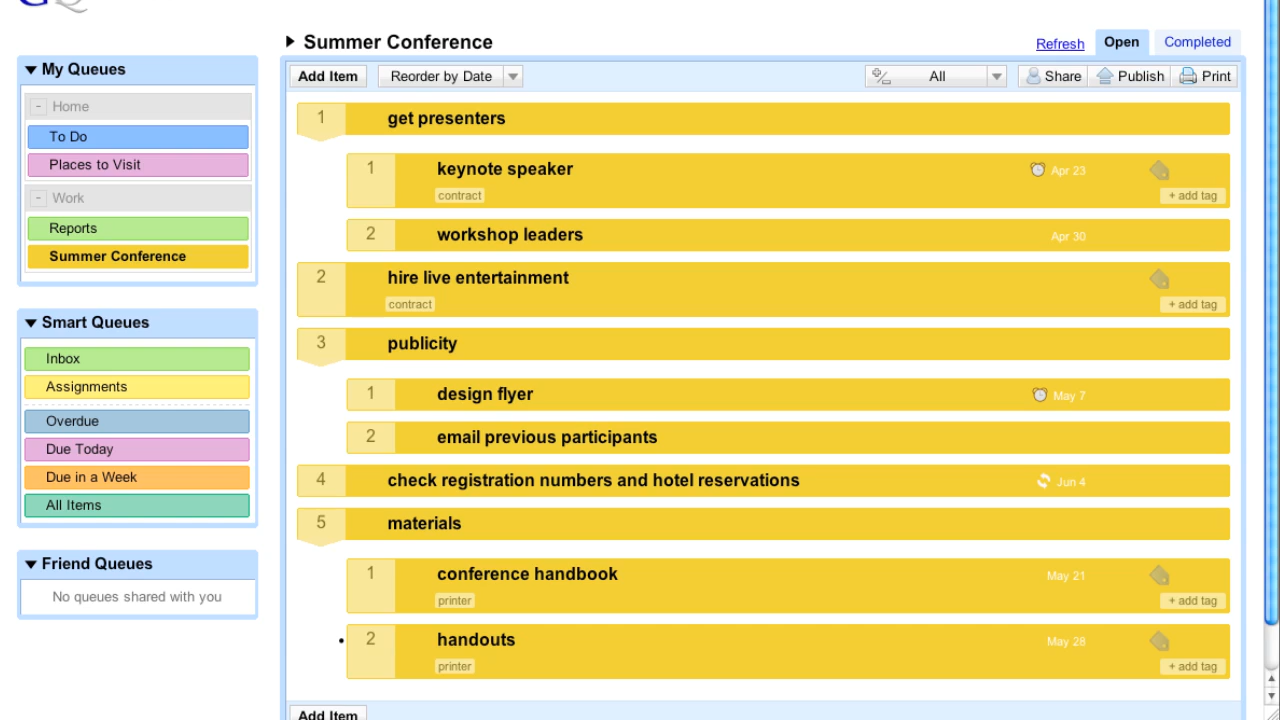 GQ
Summer Conference
Refresh
Open
Completed
My Queues
- Home
To Do
Places to Visit
- Work
Reports
Summer Conference
Smart Queues
Inbox
Assignments
Overdue
Due Today
Due in a Week
All Items
Friend Queues
No queues shared with you
Add Item
Reorder by Date
All
Share
Publish
Print
1 get presenters
1 keynote speaker Apr 23
contract + add tag
2 workshop leaders Apr 30
2 hire live entertainment
contract + add tag
3 publicity
1 design flyer May 7
2 email previous participants
4 check registration numbers and hotel reservations Jun 4
5 materials
1 conference handbook May 21
printer + add tag
2 handouts May 28
printer + add tag
Add Item